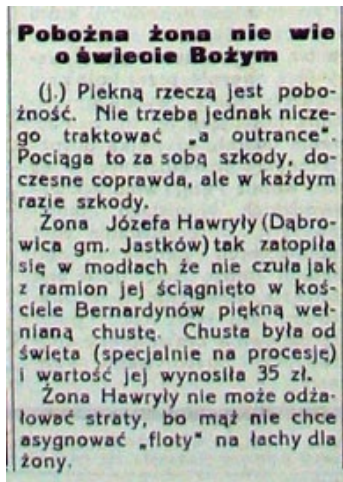 Pobożna żona nie wie
o świecie Bożym
(j.) Piekną rzeczą jest pobo-
żność. Nie trzeba jednak nicze-
go traktować „a outrance".
Pociąga to za sobą szkody, do-
czesne coprawda, ale w każdym
razie szkody.
Żona Józefa Hawryły (Dąbro-
wica gm. Jastków) tak zatopiła
się w modłach że nie czuła jak
z ramion jej ściągnięto w koś-
ciele Bernardynów piękną weł-
nianą chustę. Chusta była od
święta (specjalnie na procesję)
i wartość jej wynosiła 35 zł.
Żona Hawryły nie może odża-
łować straty, bo mąż nie chce
asygnować „floty" na łachy dla
żony.